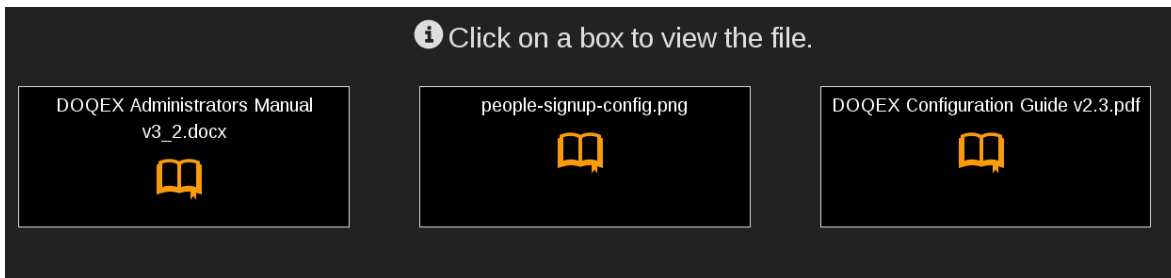 Click on a box to view the file.
DOQEX Administrators Manual
v3_2.docx
people-signup-config.png
DOQEX Configuration Guide v2.3.pdf